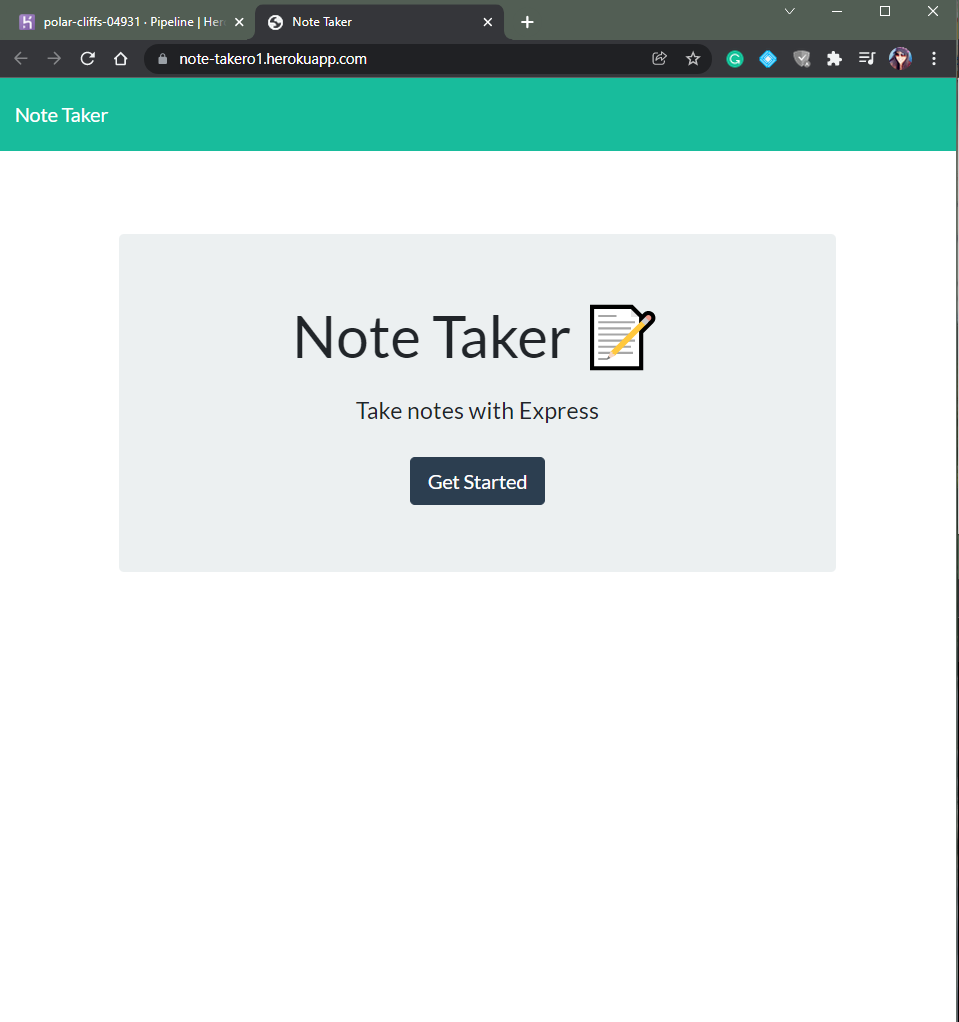 polar-cliffs-04931 · Pipeline | Her
Note Taker
note-takero1.herokuapp.com
Note Taker
Note Taker
Take notes with Express
Get Started